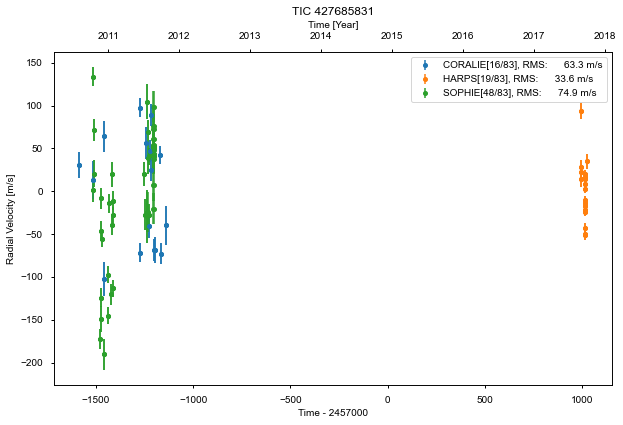 TIC 427685831
Time [Year]
2011 2012 2013 2014 2015 2016 2017 2018
CORALIE[16/83], RMS: 63.3 m/s
HARPS[19/83], RMS: 33.6 m/s
SOPHIE[48/83], RMS: 74.9 m/s
150
100
50
0
−50
−100
−150
−200
Radial Velocity [m/s]
−1500 −1000 −500 0 500 1000
Time - 2457000